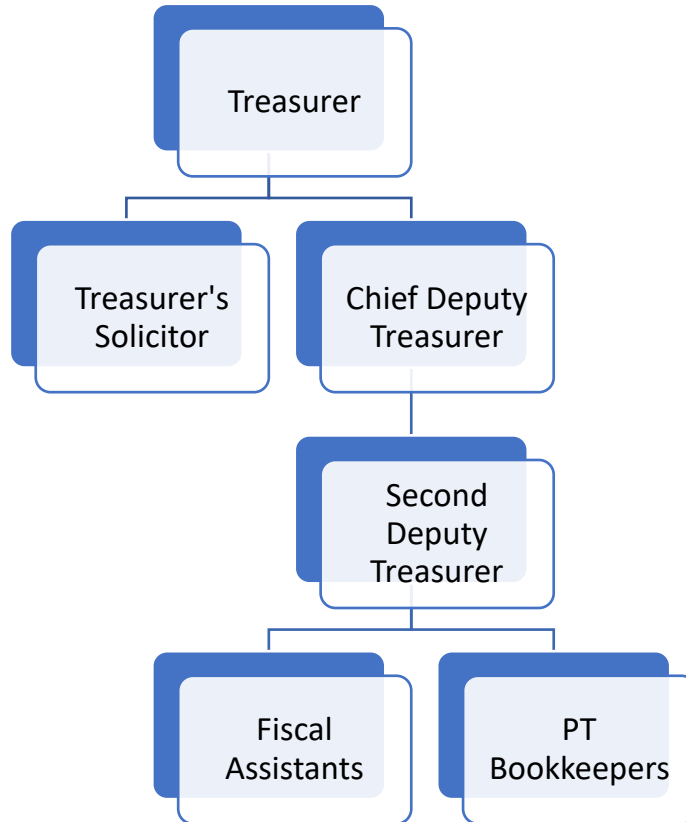 Treasurer
Treasurer's
Solicitor
Chief Deputy
Treasurer
Second
Deputy
Treasurer
Fiscal
Assistants
PT
Bookkeepers